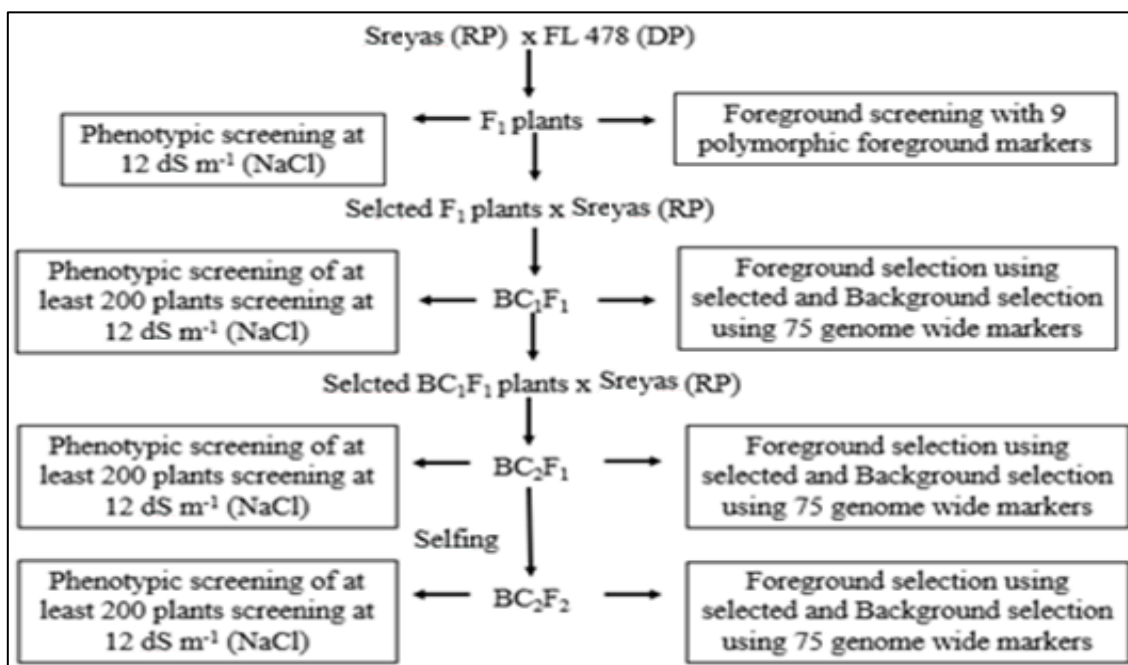 Sreyas (RP) x FL 478 (DP)
F₁ plants
Phenotypic screening at
12 dS m⁻¹ (NaCl)
Foreground screening with 9
polymorphic foreground markers
Selcted F₁ plants x Sreyas (RP)
Phenotypic screening of at
least 200 plants screening at
12 dS m⁻¹ (NaCl)
BC₁F₁
Foreground selection using
selected and Background selection
using 75 genome wide markers
Selcted BC₁F₁ plants x Sreyas (RP)
Phenotypic screening of at
least 200 plants screening at
12 dS m⁻¹ (NaCl)
BC₂F₁
Foreground selection using
selected and Background selection
using 75 genome wide markers
Selfing
Phenotypic screening of at
least 200 plants screening at
12 dS m⁻¹ (NaCl)
BC₂F₂
Foreground selection using
selected and Background selection
using 75 genome wide markers